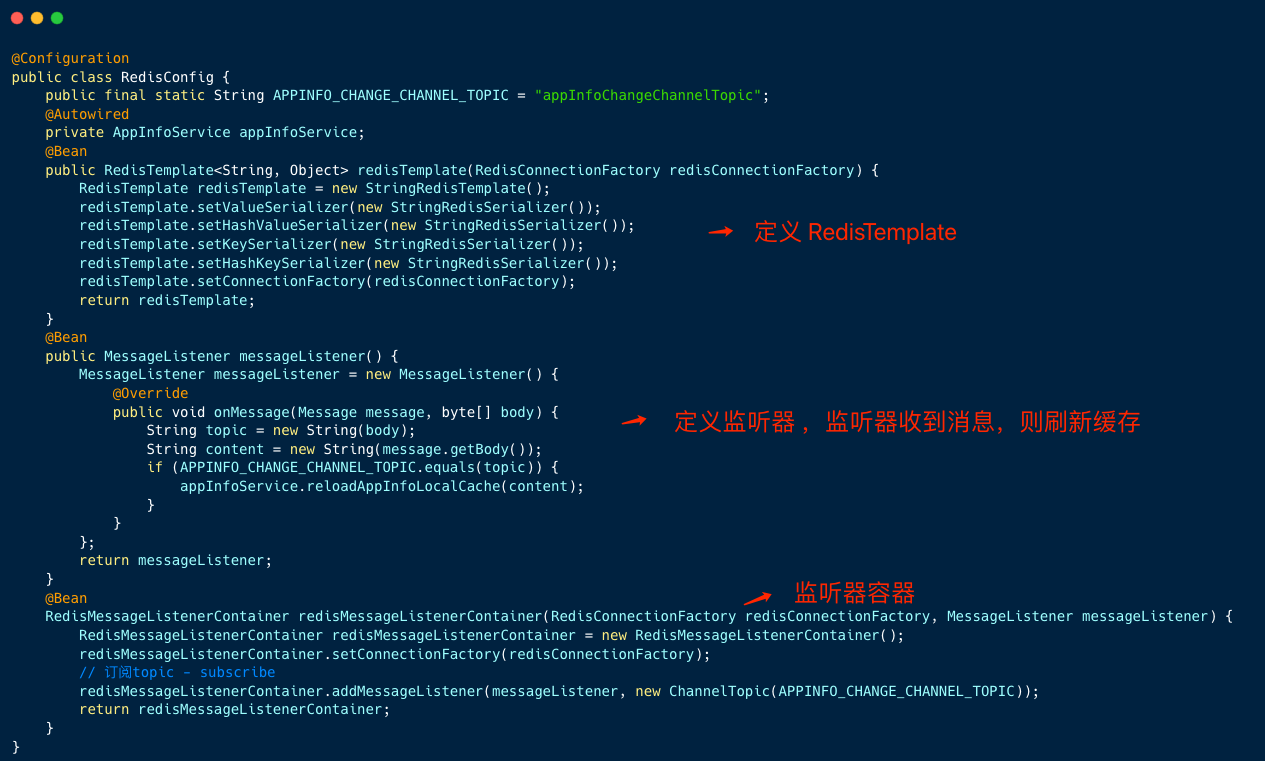 @Configuration
public class RedisConfig {
public final static String APPINFO_CHANGE_CHANNEL_TOPIC = "appInfoChangeChannelTopic";
@Autowired
private AppInfoService appInfoService;
@Bean
public RedisTemplate<String, Object> redisTemplate(RedisConnectionFactory redisConnectionFactory) {
RedisTemplate redisTemplate = new StringRedisTemplate();
redisTemplate.setValueSerializer(new StringRedisSerializer());
redisTemplate.setHashValueSerializer(new StringRedisSerializer());
定义 RedisTemplate
redisTemplate.setKeySerializer(new StringRedisSerializer());
redisTemplate.setHashKeySerializer(new StringRedisSerializer());
redisTemplate.setConnectionFactory(redisConnectionFactory);
return redisTemplate;
}
@Bean
public MessageListener messageListener() {
MessageListener messageListener = new MessageListener() {
@Override
public void onMessage(Message message, byte[] body) {
定义监听器 ，监听器收到消息，则刷新缓存
String topic = new String(body);
String content = new String(message.getBody());
if (APPINFO_CHANGE_CHANNEL_TOPIC.equals(topic)) {
appInfoService.reloadAppInfoLocalCache(content);
}
}
};
return messageListener;
}
@Bean
监听器容器
RedisMessageListenerContainer redisMessageListenerContainer(RedisConnectionFactory redisConnectionFactory, MessageListener messageListener) {
RedisMessageListenerContainer redisMessageListenerContainer = new RedisMessageListenerContainer();
redisMessageListenerContainer.setConnectionFactory(redisConnectionFactory);
// 订阅topic - subscribe
redisMessageListenerContainer.addMessageListener(messageListener, new ChannelTopic(APPINFO_CHANGE_CHANNEL_TOPIC));
return redisMessageListenerContainer;
}
}